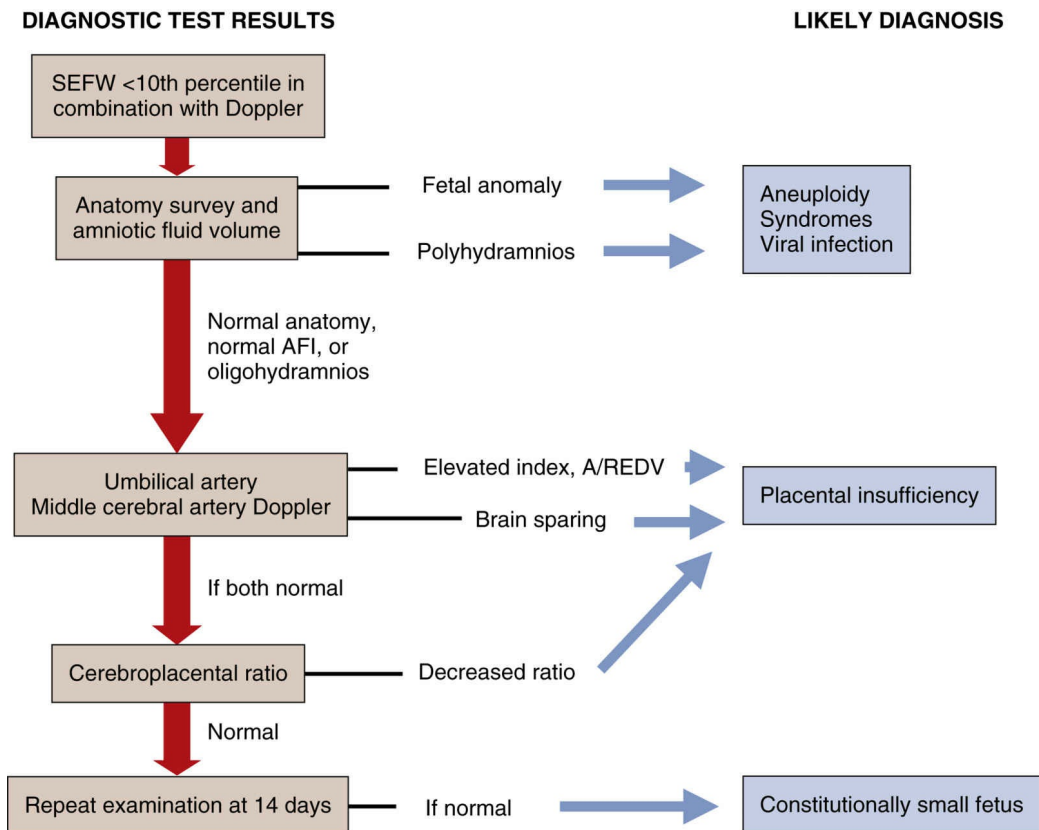 DIAGNOSTIC TEST RESULTS
LIKELY DIAGNOSIS
SEFW <10th percentile in
combination with Doppler
Anatomy survey and
amniotic fluid volume
Fetal anomaly
Polyhydramnios
Aneuploidy
Syndromes
Viral infection
Normal anatomy,
normal AFI, or
oligohydramnios
Umbilical artery
Middle cerebral artery Doppler
Elevated index, A/REDV
Brain sparing
Placental insufficiency
If both normal
Cerebroplacental ratio
Decreased ratio
Normal
Repeat examination at 14 days
If normal
Constitutionally small fetus